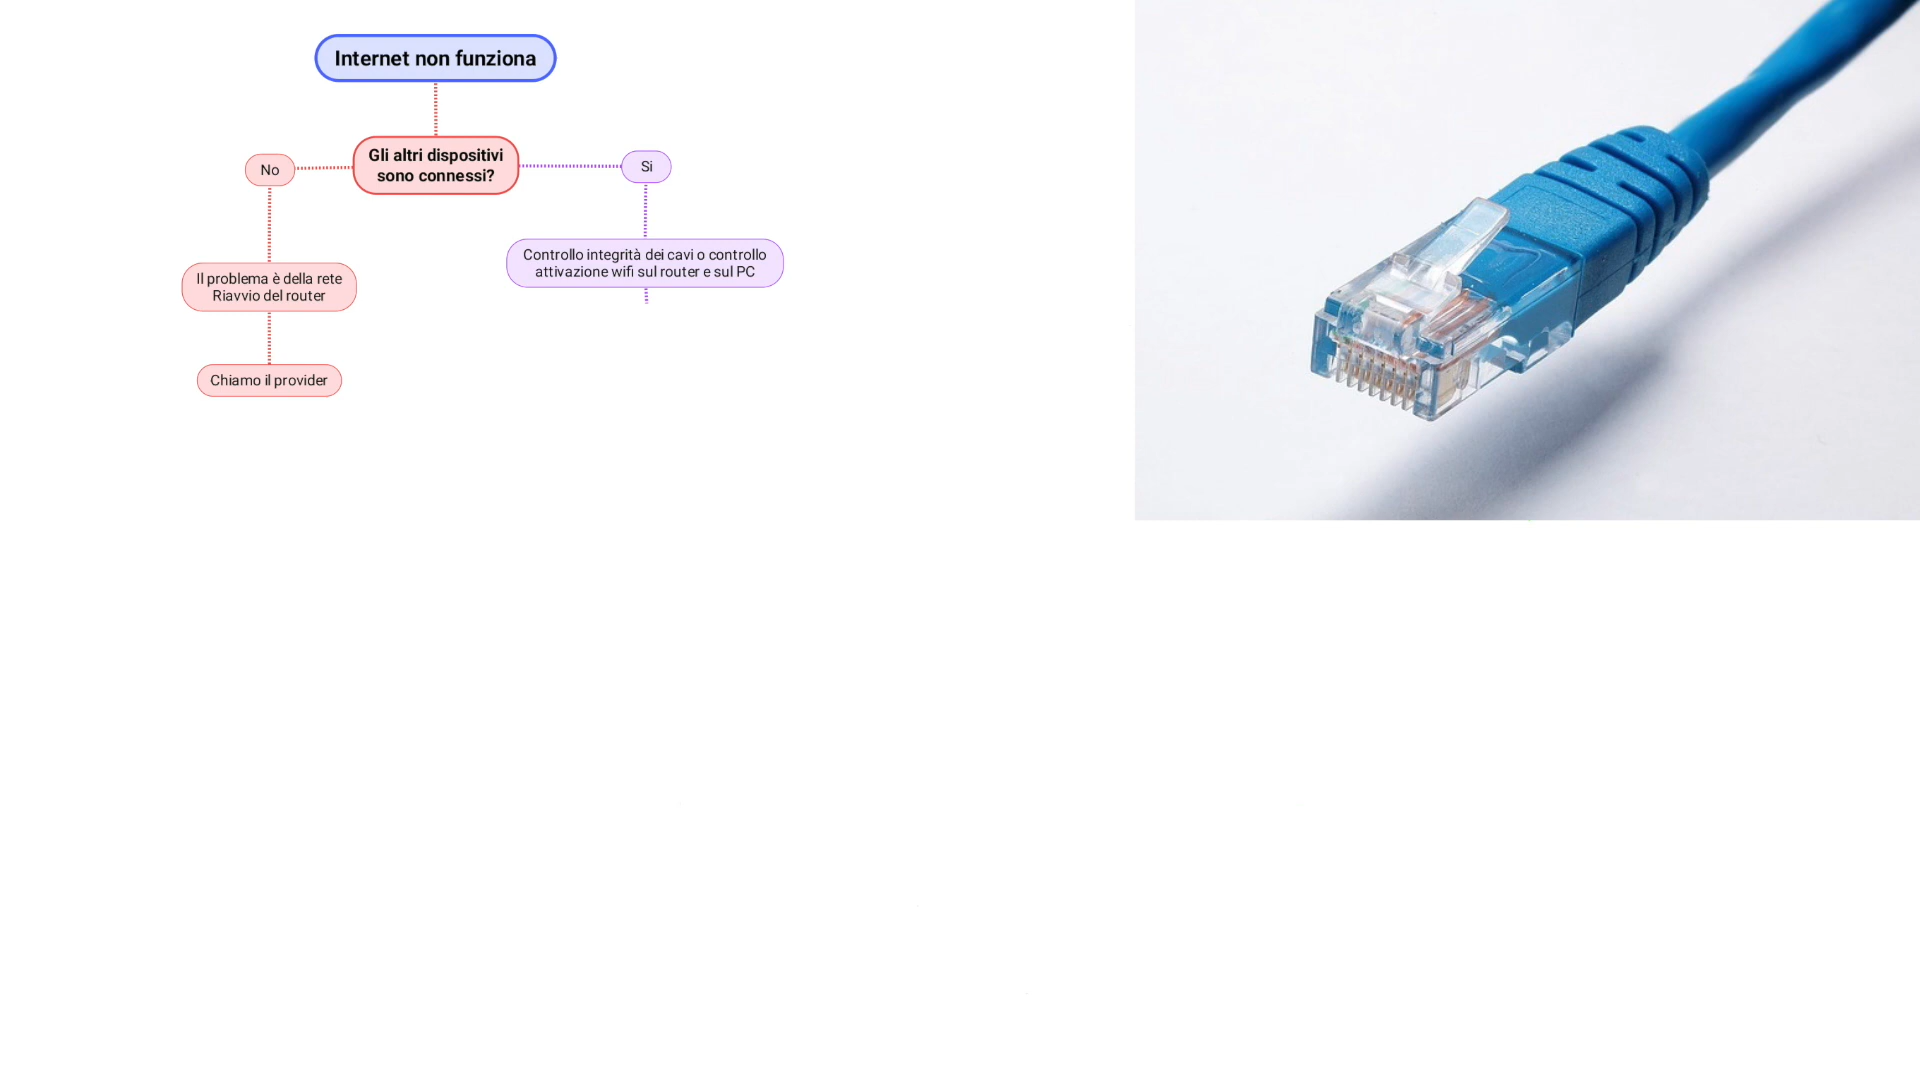 Internet non funziona
Gli altri dispositivi
sono connessi?
No
Si
Controllo integrità dei cavi o controllo
attivazione wifi sul router e sul PC
Il problema è della rete
Riavvio del router
Chiamo il provider